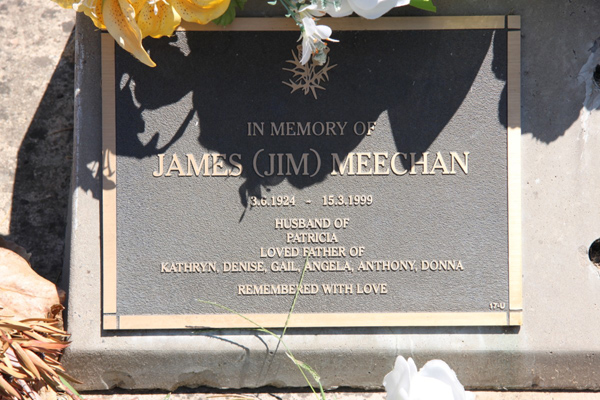 IN MEMORY OF
JAMES (JIM) MEECHAN
3.6.1924 - 15.3.1999
HUSBAND OF
PATRICIA
LOVED FATHER OF
KATHRYN, DENISE, GAIL, ANGELA, ANTHONY, DONNA
REMEMBERED WITH LOVE
17-U